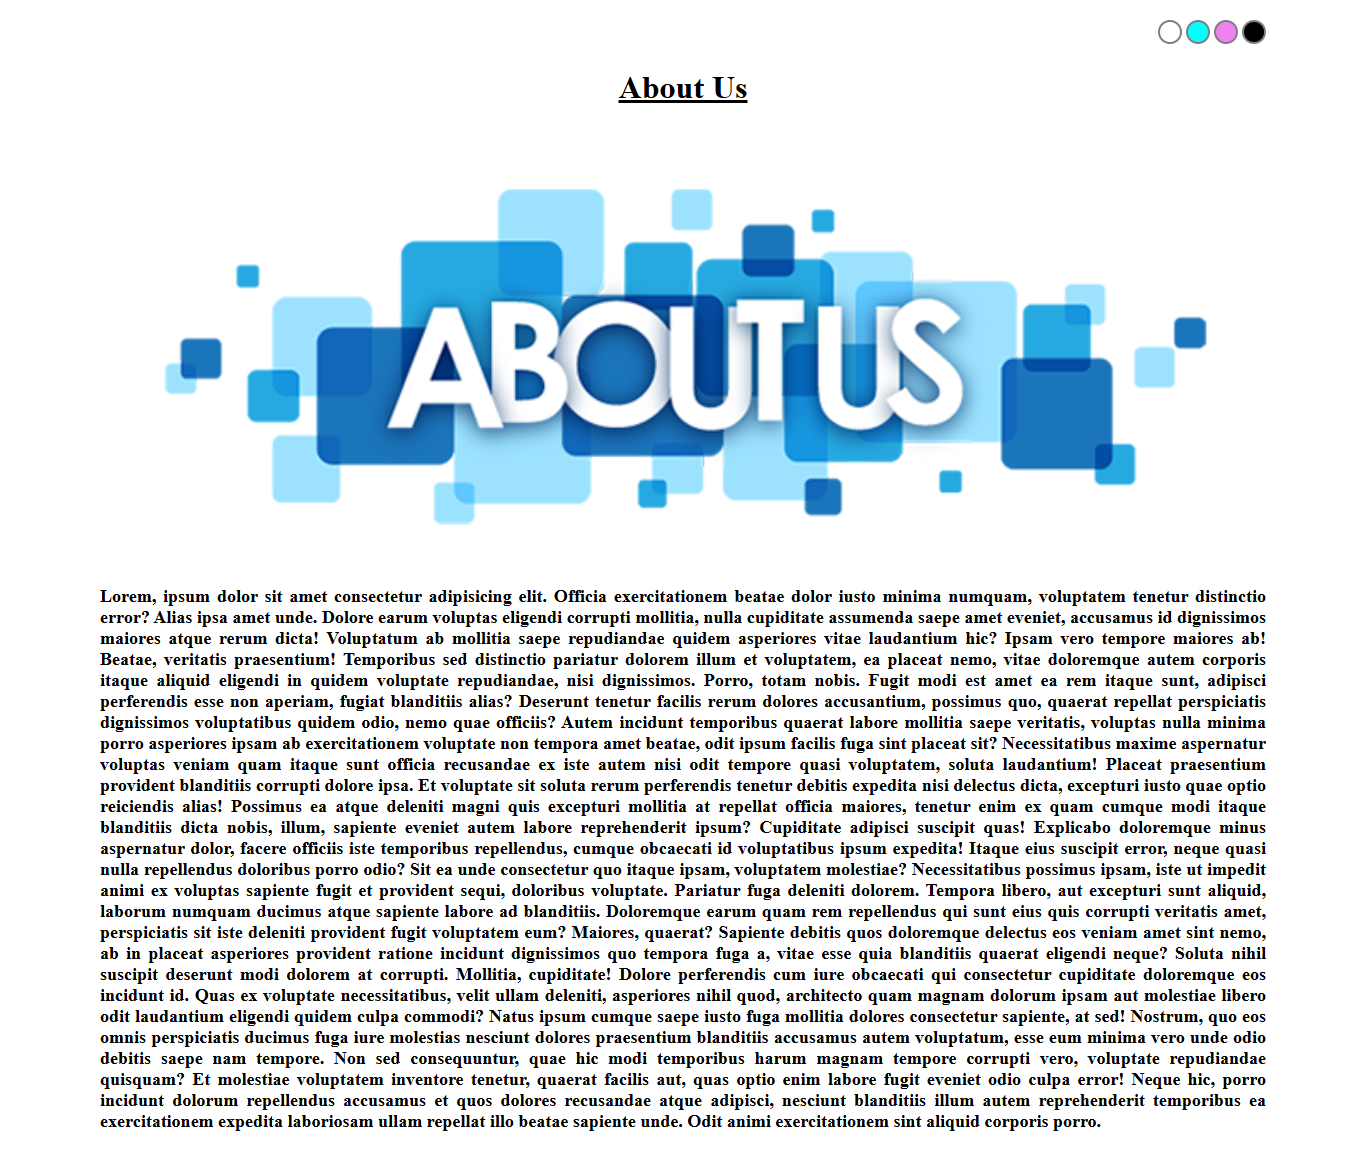 About Us
ABOUT US
Lorem, ipsum dolor sit amet consectetur adipisicing elit. Officia exercitationem beatae dolor iusto minima numquam, voluptatem tenetur distinctio
error? Alias ipsa amet unde. Dolore earum voluptas eligendi corrupti mollitia, nulla cupiditate assumenda saepe amet eveniet, accusamus id dignissimos
maiores atque rerum dicta! Voluptatum ab mollitia saepe repudiandae quidem asperiores vitae laudantium hic? Ipsam vero tempore maiores ab!
Beatae, veritatis praesentium! Temporibus sed distinctio pariatur dolorem illum et voluptatem, ea placeat nemo, vitae doloremque autem corporis
itaque aliquid eligendi in quidem voluptate repudiandae, nisi dignissimos. Porro, totam nobis. Fugit modi est amet ea rem itaque sunt, adipisci
perferendis esse non aperiam, fugiat blanditiis alias? Deserunt tenetur facilis rerum dolores accusantium, possimus quo, quaerat repellat perspiciatis
dignissimos voluptatibus quidem odio, nemo quae officiis? Autem incidunt temporibus quaerat labore mollitia saepe veritatis, voluptas nulla minima
porro asperiores ipsam ab exercitationem voluptate non tempora amet beatae, odit ipsum facilis fuga sint placeat sit? Necessitatibus maxime aspernatur
voluptas veniam quam itaque sunt officia recusandae ex iste autem nisi odit tempore quasi voluptatem, soluta laudantium! Placeat praesentium
provident blanditiis corrupti dolore ipsa. Et voluptate sit soluta rerum perferendis tenetur debitis expedita nisi delectus dicta, excepturi iusto quae optio
reiciendis alias! Possimus ea atque deleniti magni quis excepturi mollitia at repellat officia maiores, tenetur enim ex quam cumque modi itaque
blanditiis dicta nobis, illum, sapiente eveniet autem labore reprehenderit ipsum? Cupiditate adipisci suscipit quas! Explicabo doloremque minus
aspernatur dolor, facere officiis iste temporibus repellendus, cumque obcaecati id voluptatibus ipsum expedita! Itaque eius suscipit error, neque quasi
nulla repellendus doloribus porro odio? Sit ea unde consectetur quo itaque ipsam, voluptatem molestiae? Necessitatibus possimus ipsam, iste ut impedit
animi ex voluptas sapiente fugit et provident sequi, doloribus voluptate. Pariatur fuga deleniti dolorem. Tempora libero, aut excepturi sunt aliquid,
laborum numquam ducimus atque sapiente labore ad blanditiis. Doloremque earum quam rem repellendus qui sunt eius quis corrupti veritatis amet,
perspiciatis sit iste deleniti provident fugit voluptatem eum? Maiores, quaerat? Sapiente debitis quos doloremque delectus eos veniam amet sint nemo,
ab in placeat asperiores provident ratione incidunt dignissimos quo tempora fuga a, vitae esse quia blanditiis quaerat eligendi neque? Soluta nihil
suscipit deserunt modi dolorem at corrupti. Mollitia, cupiditate! Dolore perferendis cum iure obcaecati qui consectetur cupiditate doloremque eos
incidunt id. Quas ex voluptate necessitatibus, velit ullam deleniti, asperiores nihil quod, architecto quam magnam dolorum ipsam aut molestiae libero
odit laudantium eligendi quidem culpa commodi? Natus ipsum cumque saepe iusto fuga mollitia dolores consectetur sapiente, at sed! Nostrum, quo eos
omnis perspiciatis ducimus fuga iure molestias nesciunt dolores praesentium blanditiis accusamus autem voluptatum, esse eum minima vero unde odio
debitis saepe nam tempore. Non sed consequuntur, quae hic modi temporibus harum magnam tempore corrupti vero, voluptate repudiandae
quisquam? Et molestiae voluptatem inventore tenetur, quaerat facilis aut, quas optio enim labore fugit eveniet odio culpa error! Neque hic, porro
incidunt dolorum repellendus accusamus et quos dolores recusandae atque adipisci, nesciunt blanditiis illum autem reprehenderit temporibus ea
exercitationem expedita laboriosam ullam repellat illo beatae sapiente unde. Odit animi exercitationem sint aliquid corporis porro.